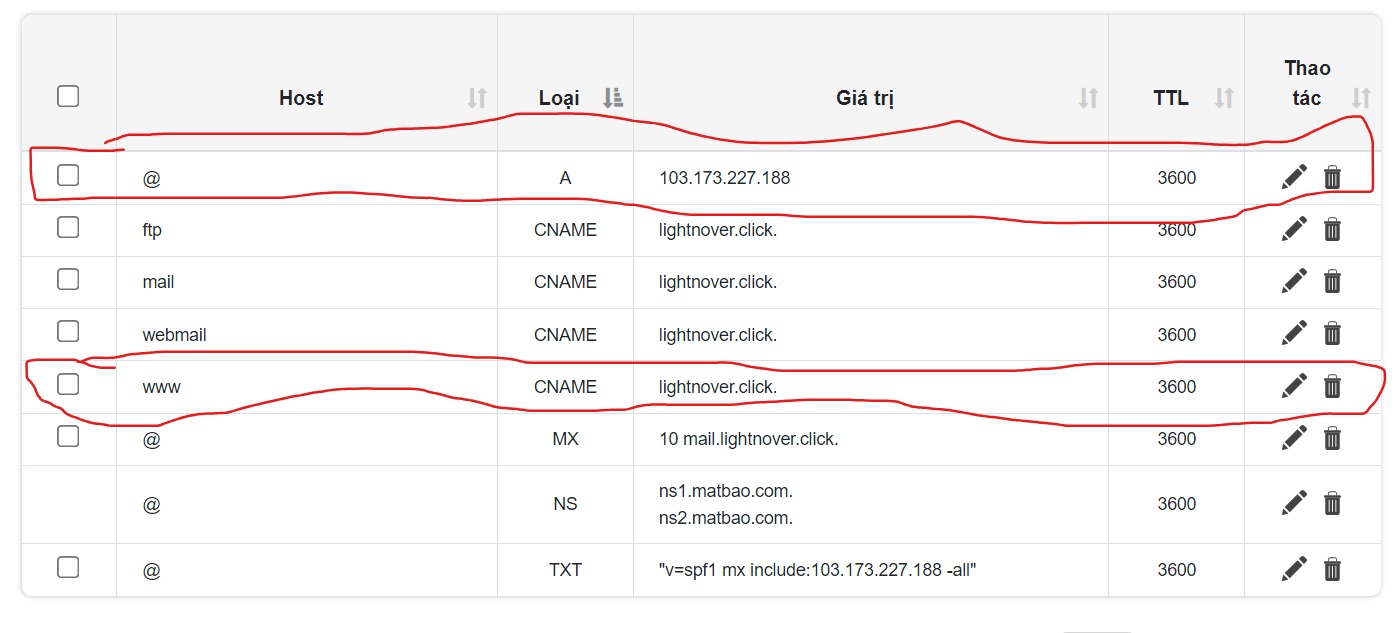 Host Loại Giá trị TTL Thao tác
@ A 103.173.227.188 3600
ftp CNAME lightnover.click. 3600
mail CNAME lightnover.click. 3600
webmail CNAME lightnover.click. 3600
www CNAME lightnover.click. 3600
@ MX 10 mail.lightnover.click. 3600
@ NS ns1.matbao.com. 3600
ns2.matbao.com.
@ TXT "v=spf1 mx include:103.173.227.188 -all" 3600